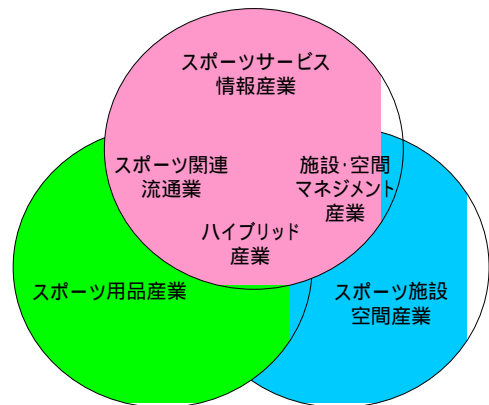 スポーツサービス
情報産業
スポーツ関連
流通業
施設・空間
マネジメント
産業
ハイブリッド
産業
スポーツ用品産業
スポーツ施設
空間産業